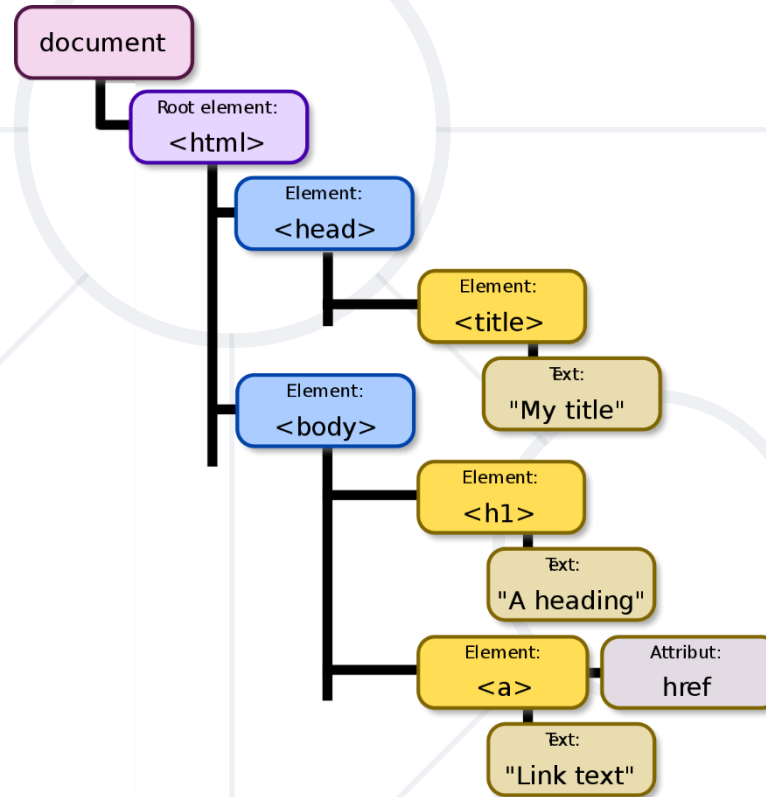 document
Root element:
<html>
Element:
<head>
Element:
<title>
Text:
"My title"
Element:
<body>
Element:
<h1>
Text:
"A heading"
Element:
<a>
Attribut:
href
Text:
"Link text"